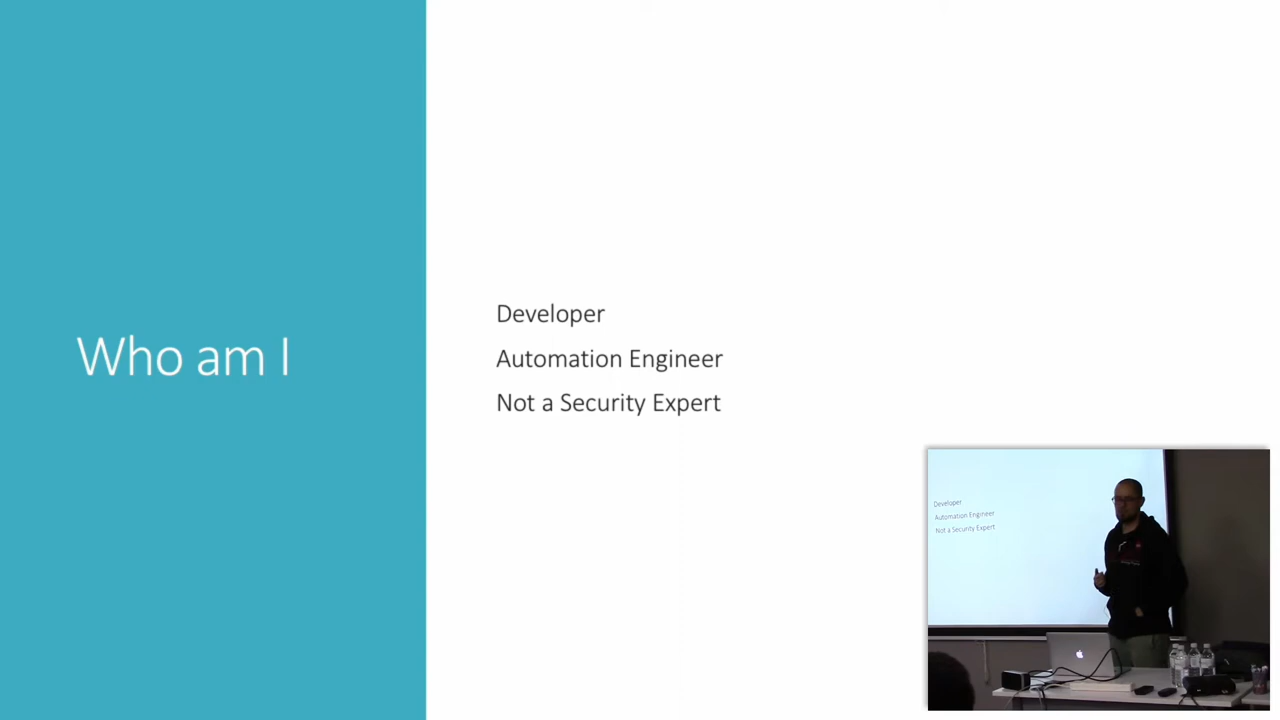 Who am I
Developer
Automation Engineer
Not a Security Expert
Developer
Automation Engineer
Not a Security Expert